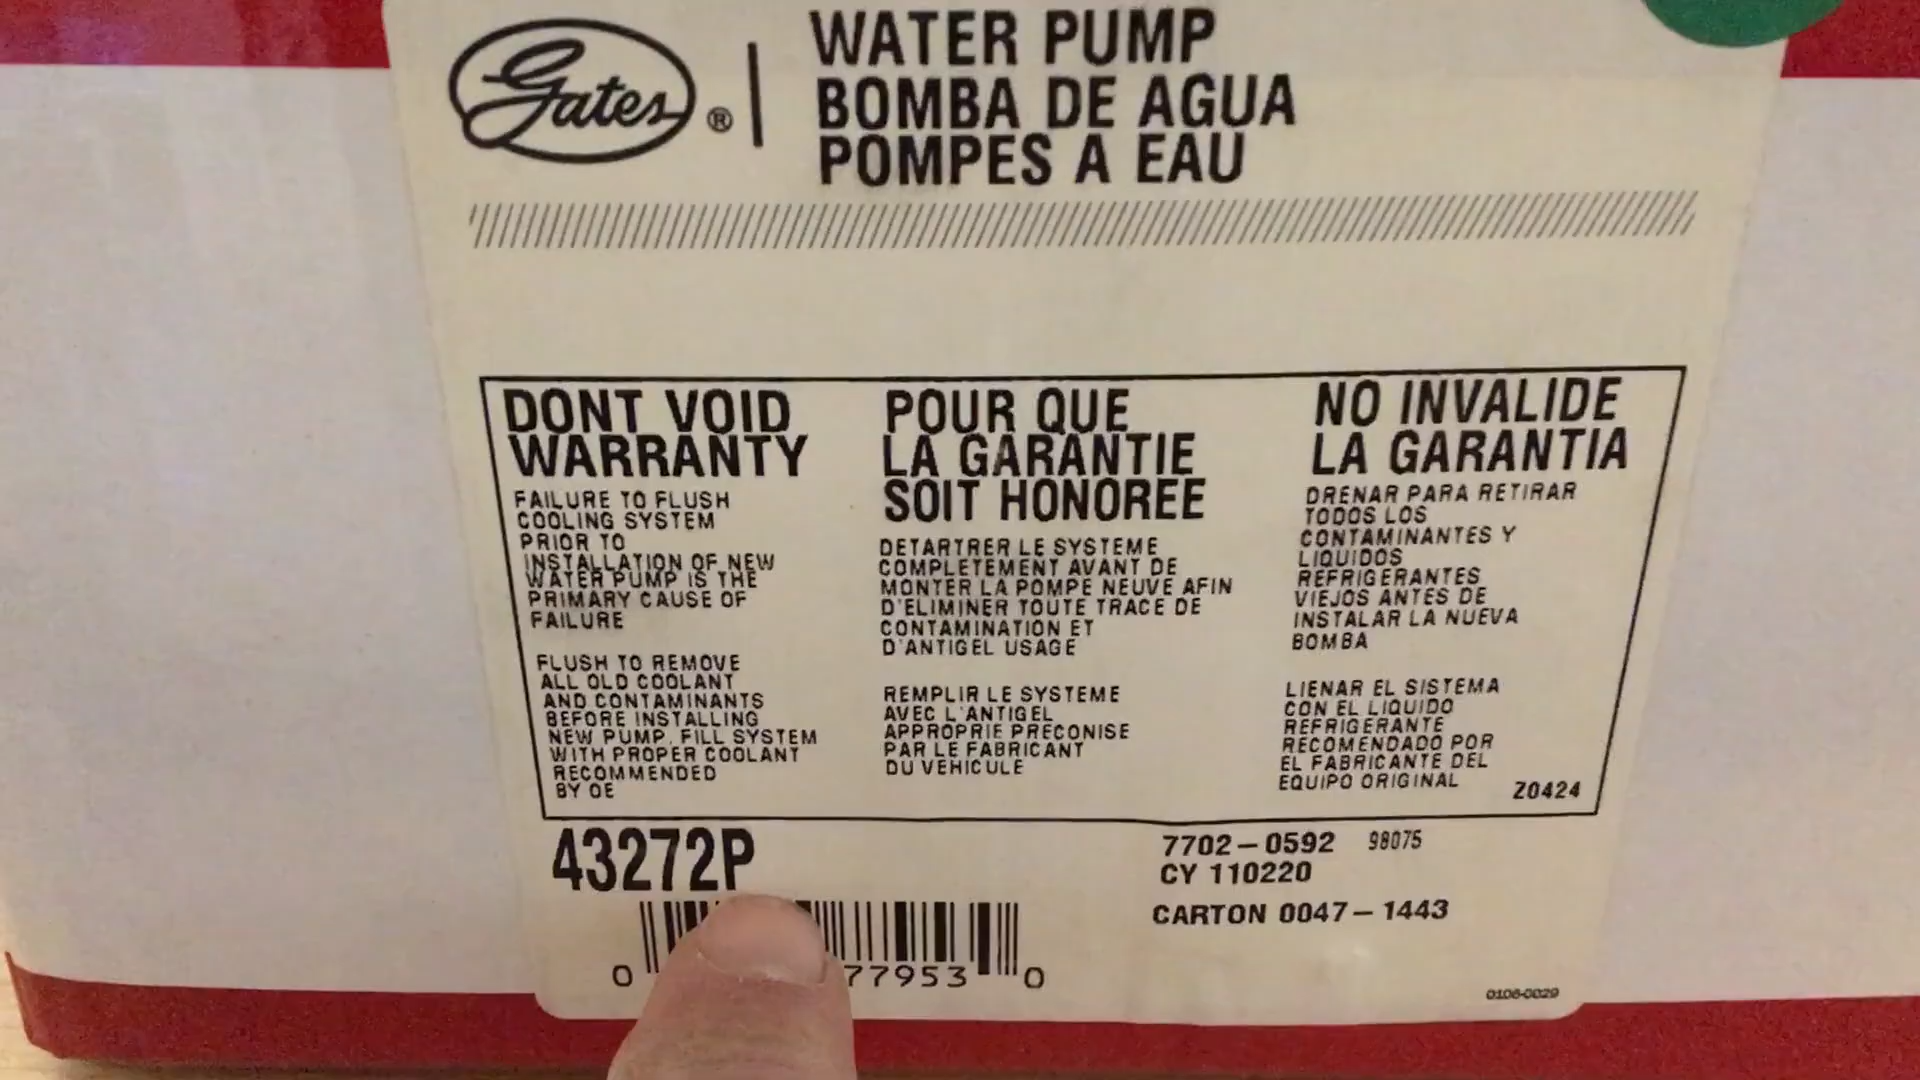 Gates ®
WATER PUMP
BOMBA DE AGUA
POMPES A EAU
DONT VOID
WARRANTY
FAILURE TO FLUSH
COOLING SYSTEM
PRIOR TO
INSTALLATION OF NEW
WATER PUMP IS THE
PRIMARY CAUSE OF
FAILURE
FLUSH TO REMOVE
ALL OLD COOLANT
AND CONTAMINANTS
BEFORE INSTALLING
NEW PUMP. FILL SYSTEM
WITH PROPER COOLANT
RECOMMENDED
BY OE
POUR QUE
LA GARANTIE
SOIT HONOREE
DETARTRER LE SYSTEME
COMPLETEMENT AVANT DE
MONTER LA POMPE NEUVE AFIN
D'ELIMINER TOUTE TRACE DE
CONTAMINATION ET
D'ANTIGEL USAGE
REMPLIR LE SYSTEME
AVEC L'ANTIGEL
APPROPRIE PRECONISE
PAR LE FABRICANT
DU VEHICULE
NO INVALIDE
LA GARANTIA
DRENAR PARA RETIRAR
TODOS LOS
CONTAMINANTES Y
LIQUIDOS
REFRIGERANTES
VIEJOS ANTES DE
INSTALAR LA NUEVA
BOMBA
LIENAR EL SISTEMA
CON EL LIQUIDO
REFRIGERANTE
RECOMENDADO POR
EL FABRICANTE DEL
EQUIPO ORIGINAL
Z0424
43272P
7702-0592 98075
CY 110220
CARTON 0047-1443
0 77953 0
0106-0029